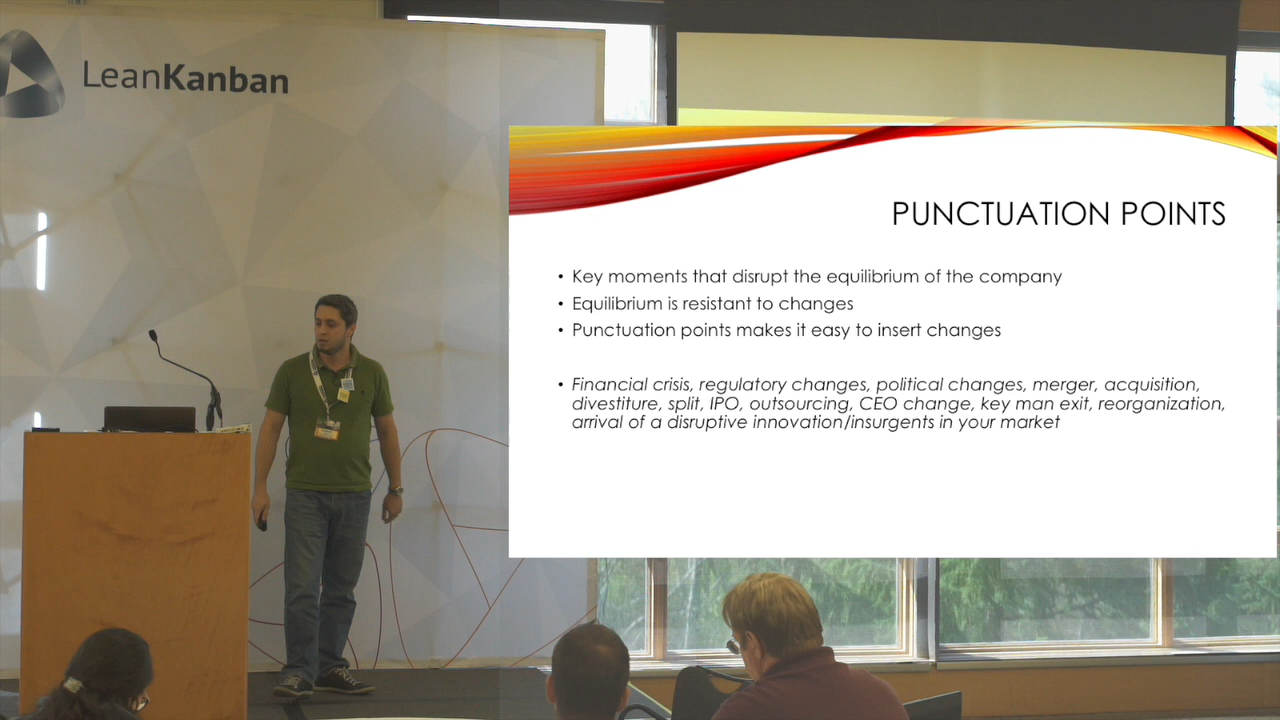 LeanKanban
PUNCTUATION POINTS
• Key moments that disrupt the equilibrium of the company
• Equilibrium is resistant to changes
• Punctuation points makes it easy to insert changes
• Financial crisis, regulatory changes, political changes, merger, acquisition,
divestiture, split, IPO, outsourcing, CEO change, key man exit, reorganization,
arrival of a disruptive innovation/insurgents in your market